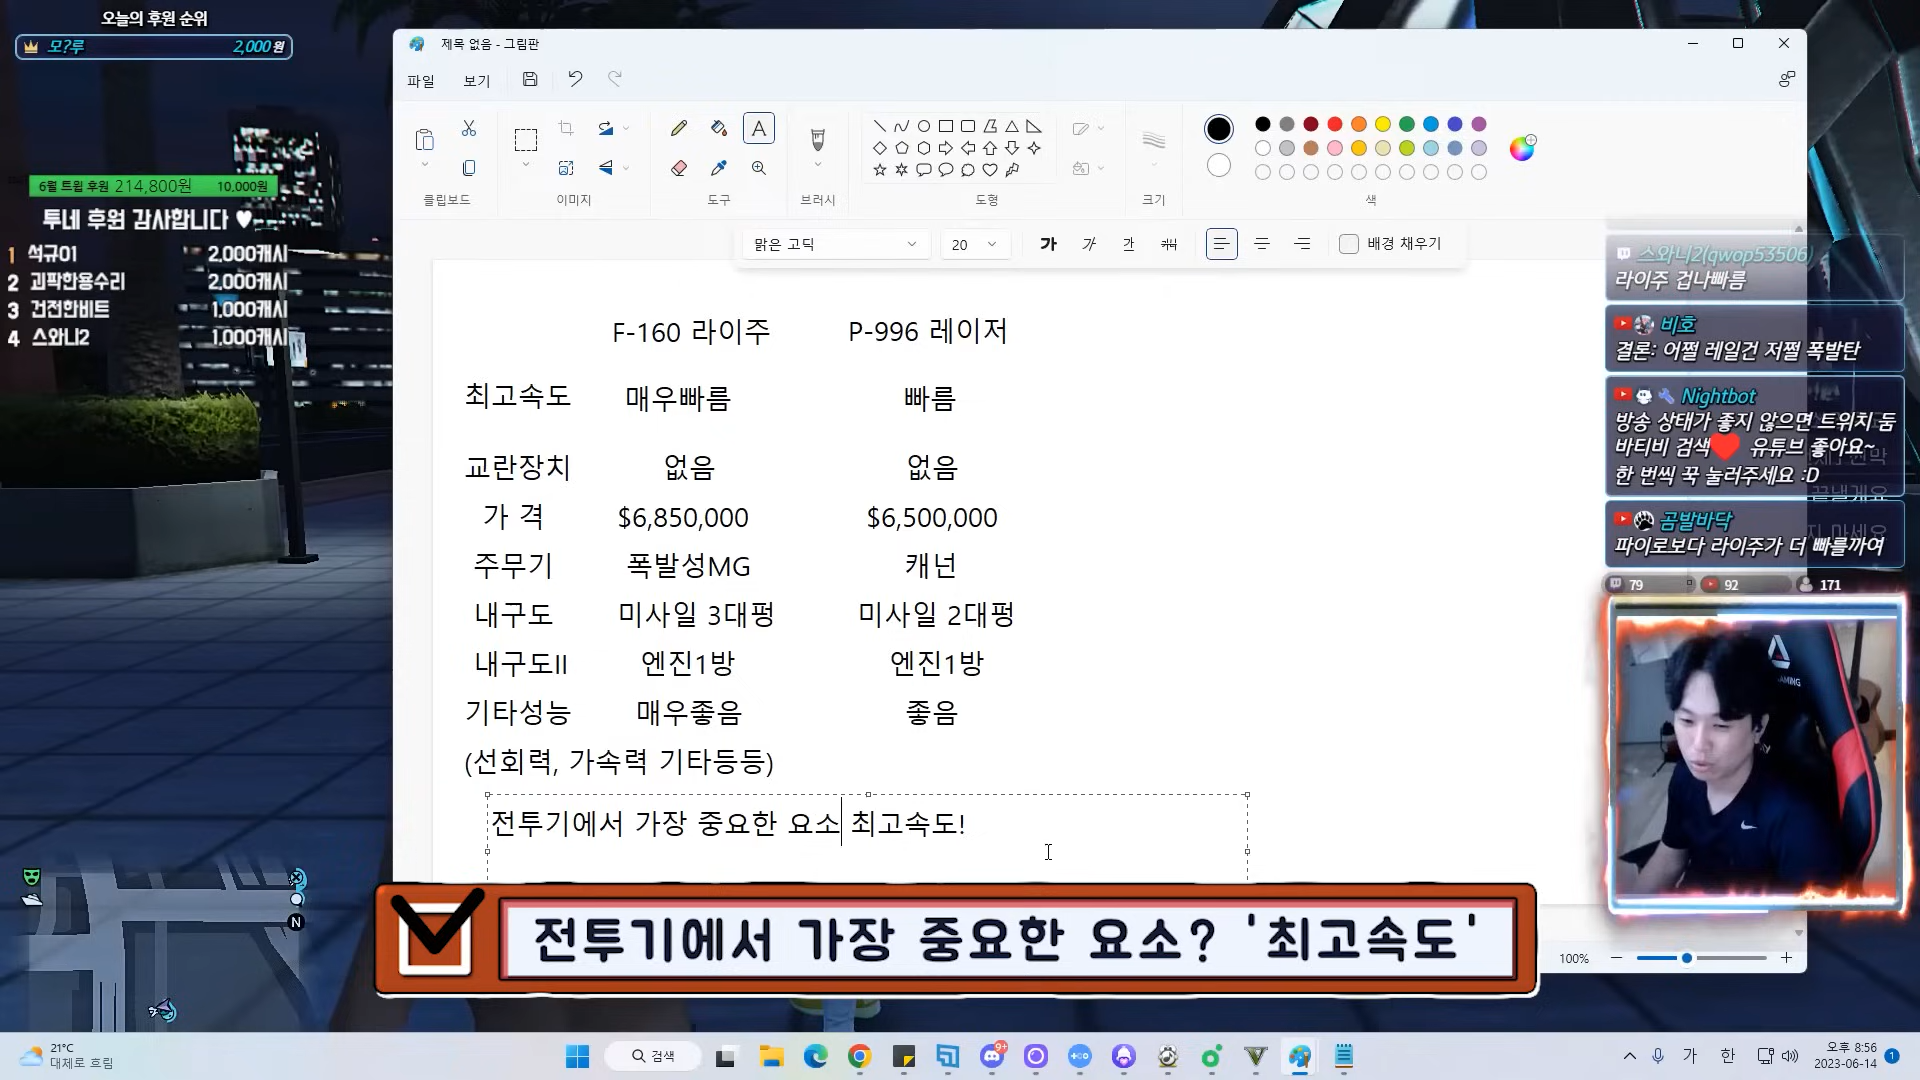 오늘의 후원 순위
모?루 2,000원
6월 트윕 후원 214,800원 10,000원
투네 후원 감사합니다 ♥
1 석규01 2,000캐시
2 괴팍한용수리 2,000캐시
3 건전한비트 1,000캐시
4 스와니2 1,000캐시
제목 없음 - 그림판
파일 보기
클립보드 이미지 도구 브러시 도형 크기 색
맑은 고딕 20 가 가 가 가 배경 채우기
F-160 라이주 P-996 레이저
최고속도 매우빠름 빠름
교란장치 없음 없음
가 격 $6,850,000 $6,500,000
주무기 폭발성MG 캐넌
내구도 미사일 3대펑 미사일 2대펑
내구도II 엔진1방 엔진1방
기타성능 매우좋음 좋음
(선회력, 가속력 기타등등)
전투기에서 가장 중요한 요소 최고속도!
전투기에서 가장 중요한 요소? '최고속도'
스와니2(qwop53506)
라이주 겁나빠름
비호
결론: 어쩔 레일건 저쩔 폭발탄
Nightbot
방송 상태가 좋지 않으면 트위치 둠
바티비 검색❤ 유튜브 좋아요~
한 번씩 꾹 눌러주세요 :D
곰발바닥
파이로보다 라이주가 더 빠를까여
79 92 171
100%
N
21°C
대체로 흐림
검색
9+
가 한
오후 8:56
2023-06-14
1